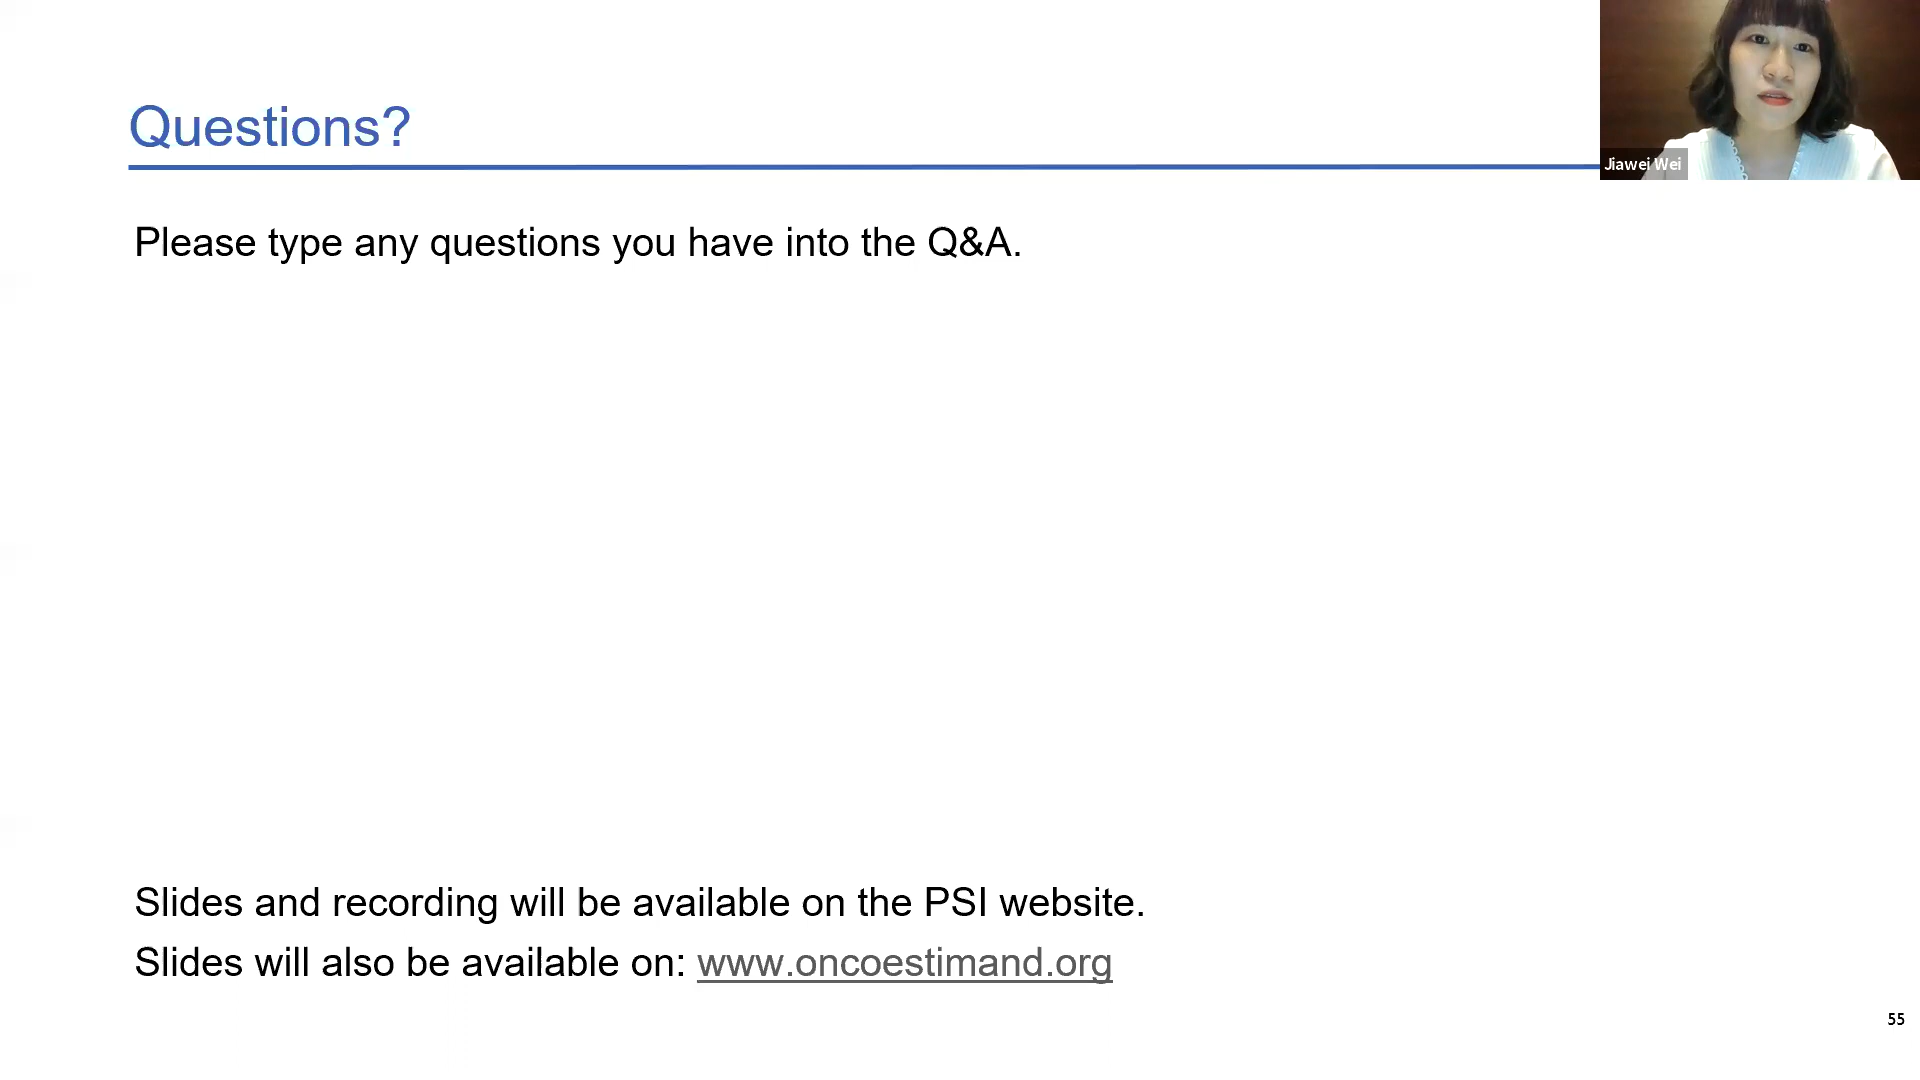 Questions?
Jiawei Wei
Please type any questions you have into the Q&A.
Slides and recording will be available on the PSI website.
Slides will also be available on: www.oncoestimand.org
55